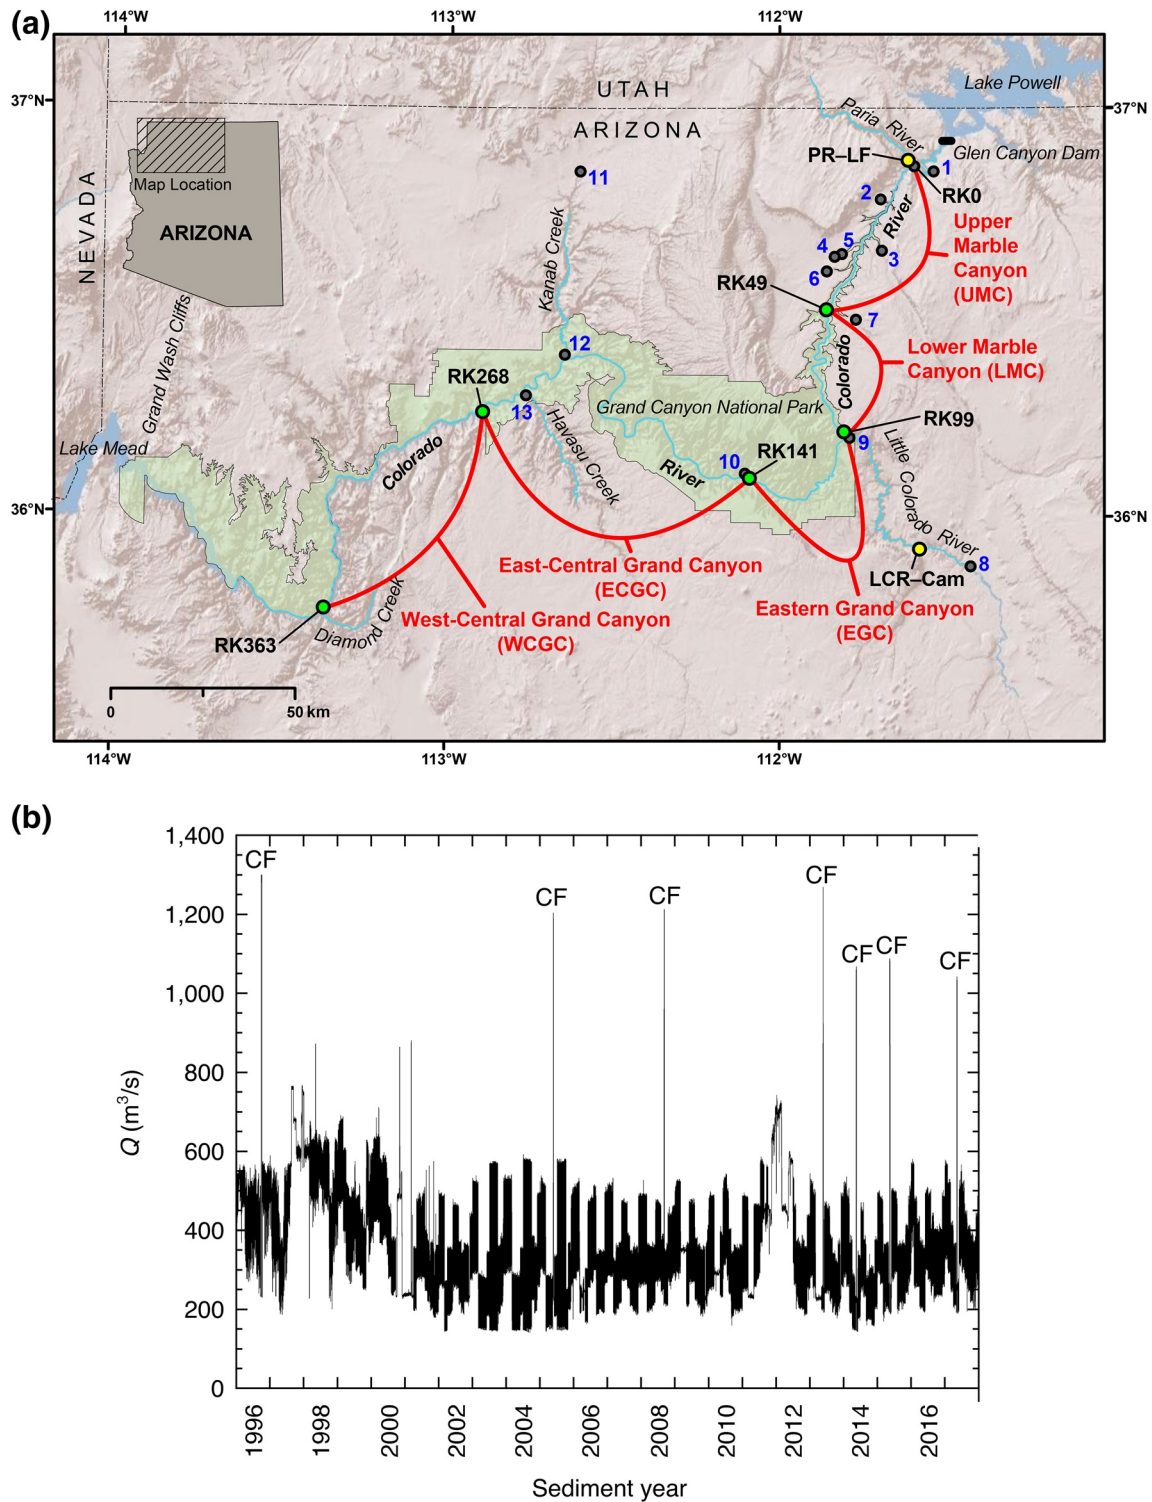 (a)
114°W
113°W
112°W
37°N
37°N
UTAH
ARIZONA
Lake Powell
Paria River
PR–LF
Glen Canyon Dam
1
RK0
11
2
River
Upper
Marble
Canyon
(UMC)
Map Location
NEVADA
ARIZONA
Kanab Creek
4
5
3
6
RK49
7
Grand Wash Cliffs
12
Lower Marble
Canyon (LMC)
Colorado
RK268
13
Grand Canyon National Park
RK99
9
Lake Mead
Colorado
Havasu Creek
River
10
RK141
Little Colorado River
36°N
36°N
East-Central Grand Canyon
(ECGC)
8
LCR–Cam
West-Central Grand Canyon
(WCGC)
Eastern Grand Canyon
(EGC)
Diamond Creek
RK363
0
50 km
114°W
113°W
112°W
(b)
1,400
1,200
1,000
800
600
400
200
0
Q (m³/s)
CF
CF
CF
CF
CF
CF
CF
1996
1998
2000
2002
2004
2006
2008
2010
2012
2014
2016
Sediment year